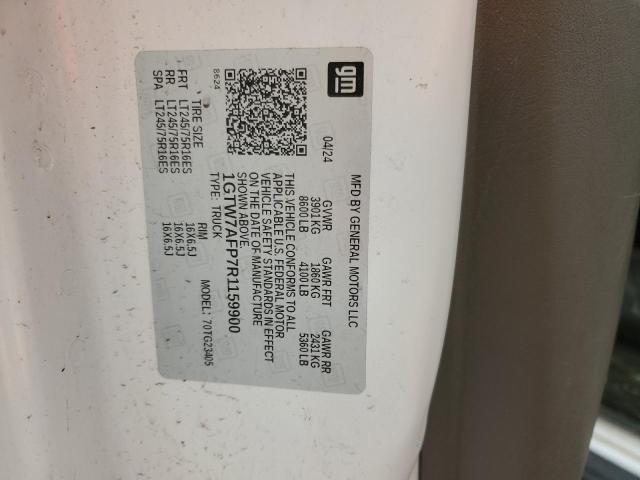 gm
MFD BY GENERAL MOTORS LLC
04/24 GVWR GAWR FRT GAWR RR
3901 KG 1860 KG 2431 KG
8600 LB 4100 LB 5360 LB
THIS VEHICLE CONFORMS TO ALL
APPLICABLE U.S. FEDERAL MOTOR
VEHICLE SAFETY STANDARDS IN EFFECT
ON THE DATE OF MANUFACTURE
SHOWN ABOVE.
1GTW7AFP7R1159900
8624 TYPE: TRUCK MODEL: 70TG23405
TIRE SIZE RIM
FRT LT245/75R16ES 16X6.5J
RR LT245/75R16ES 16X6.5J
SPA LT245/75R16ES